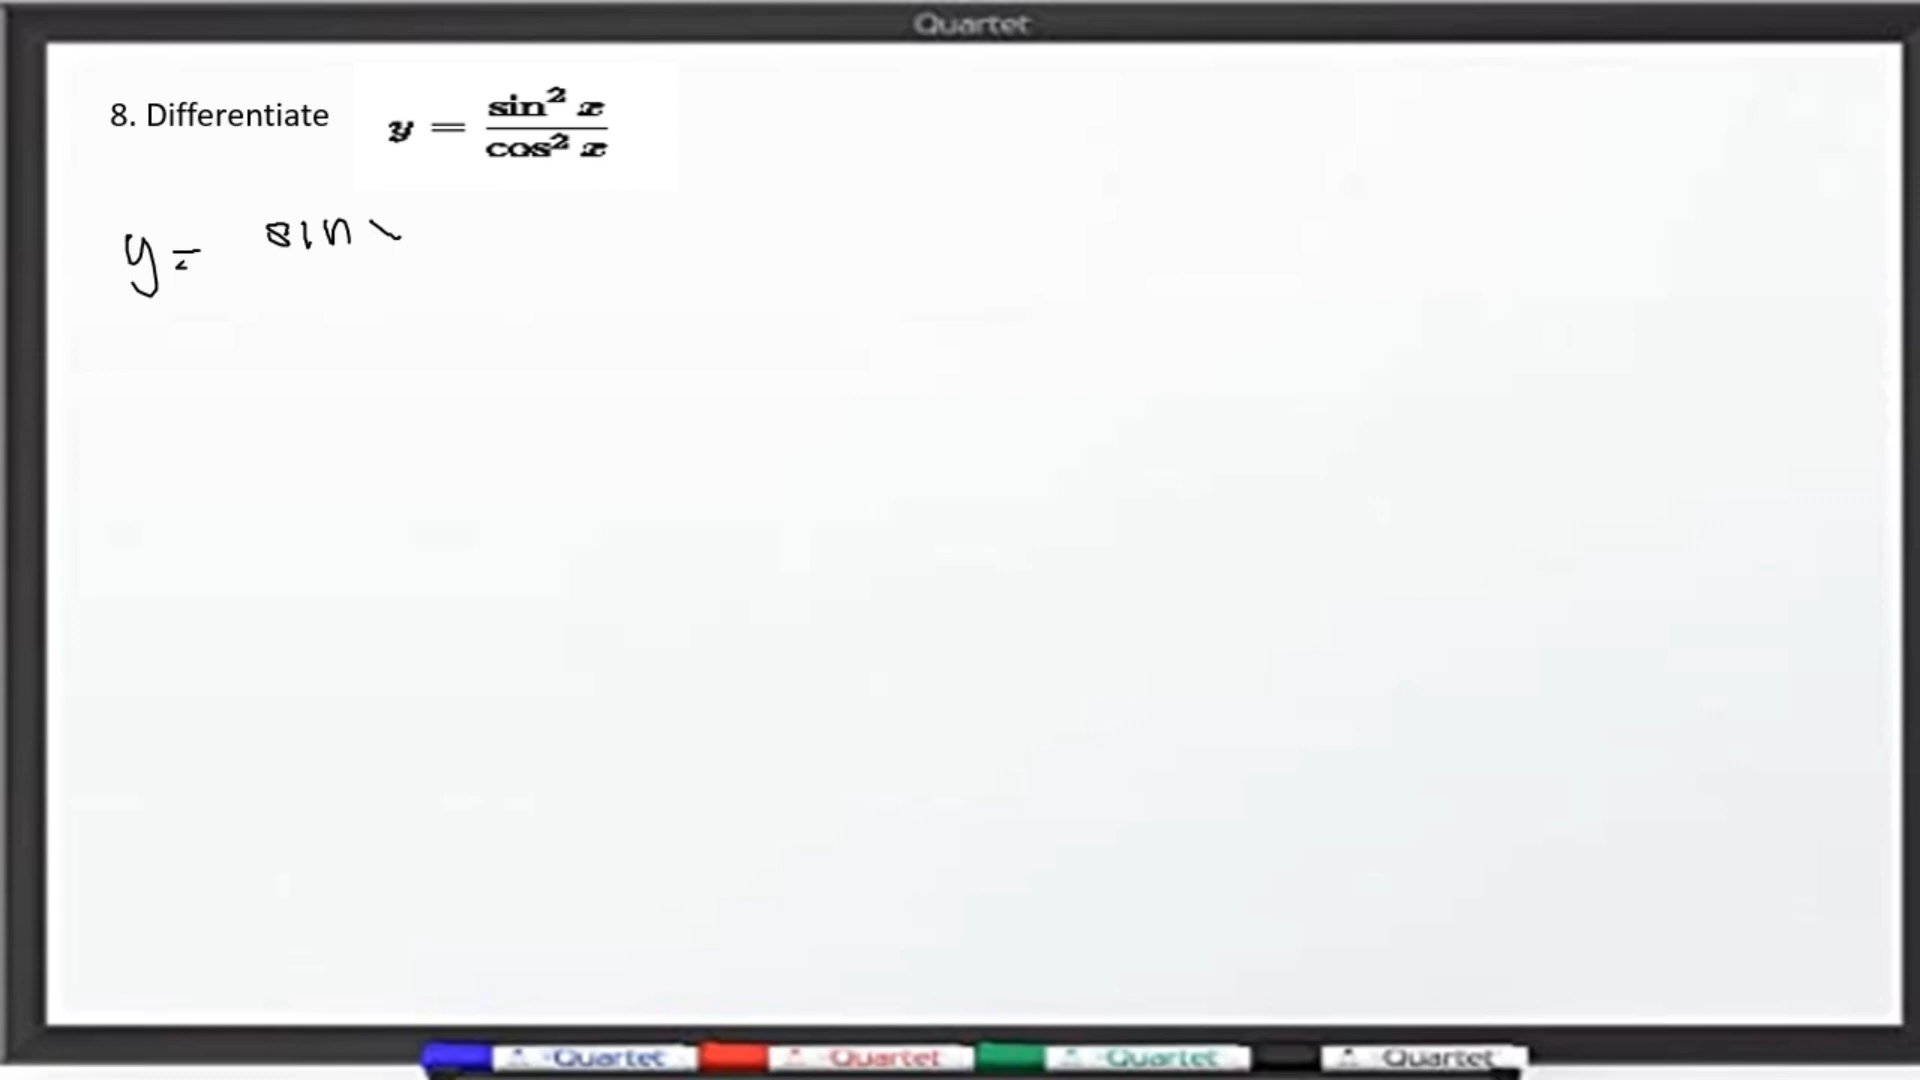 Quartet
8. Differentiate y = sin² x / cos² x
y = sin
Quartet Quartet Quartet Quartet